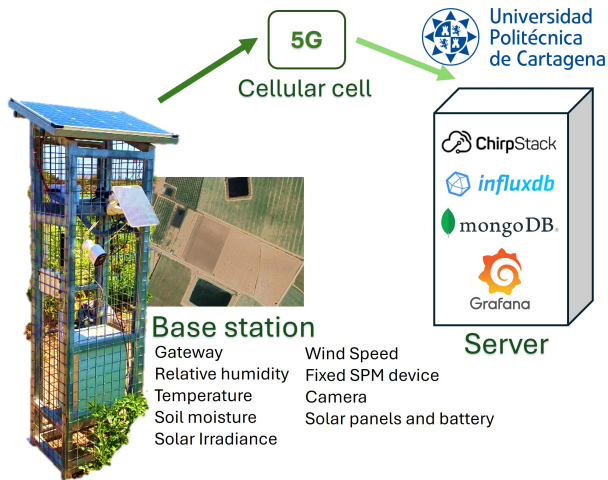 5G
Cellular cell
Universidad
Politécnica
de Cartagena
ChirpStack
influxdb
mongoDB®
Grafana
Server
Base station
Gateway
Relative humidity
Temperature
Soil moisture
Solar Irradiance
Wind Speed
Fixed SPM device
Camera
Solar panels and battery